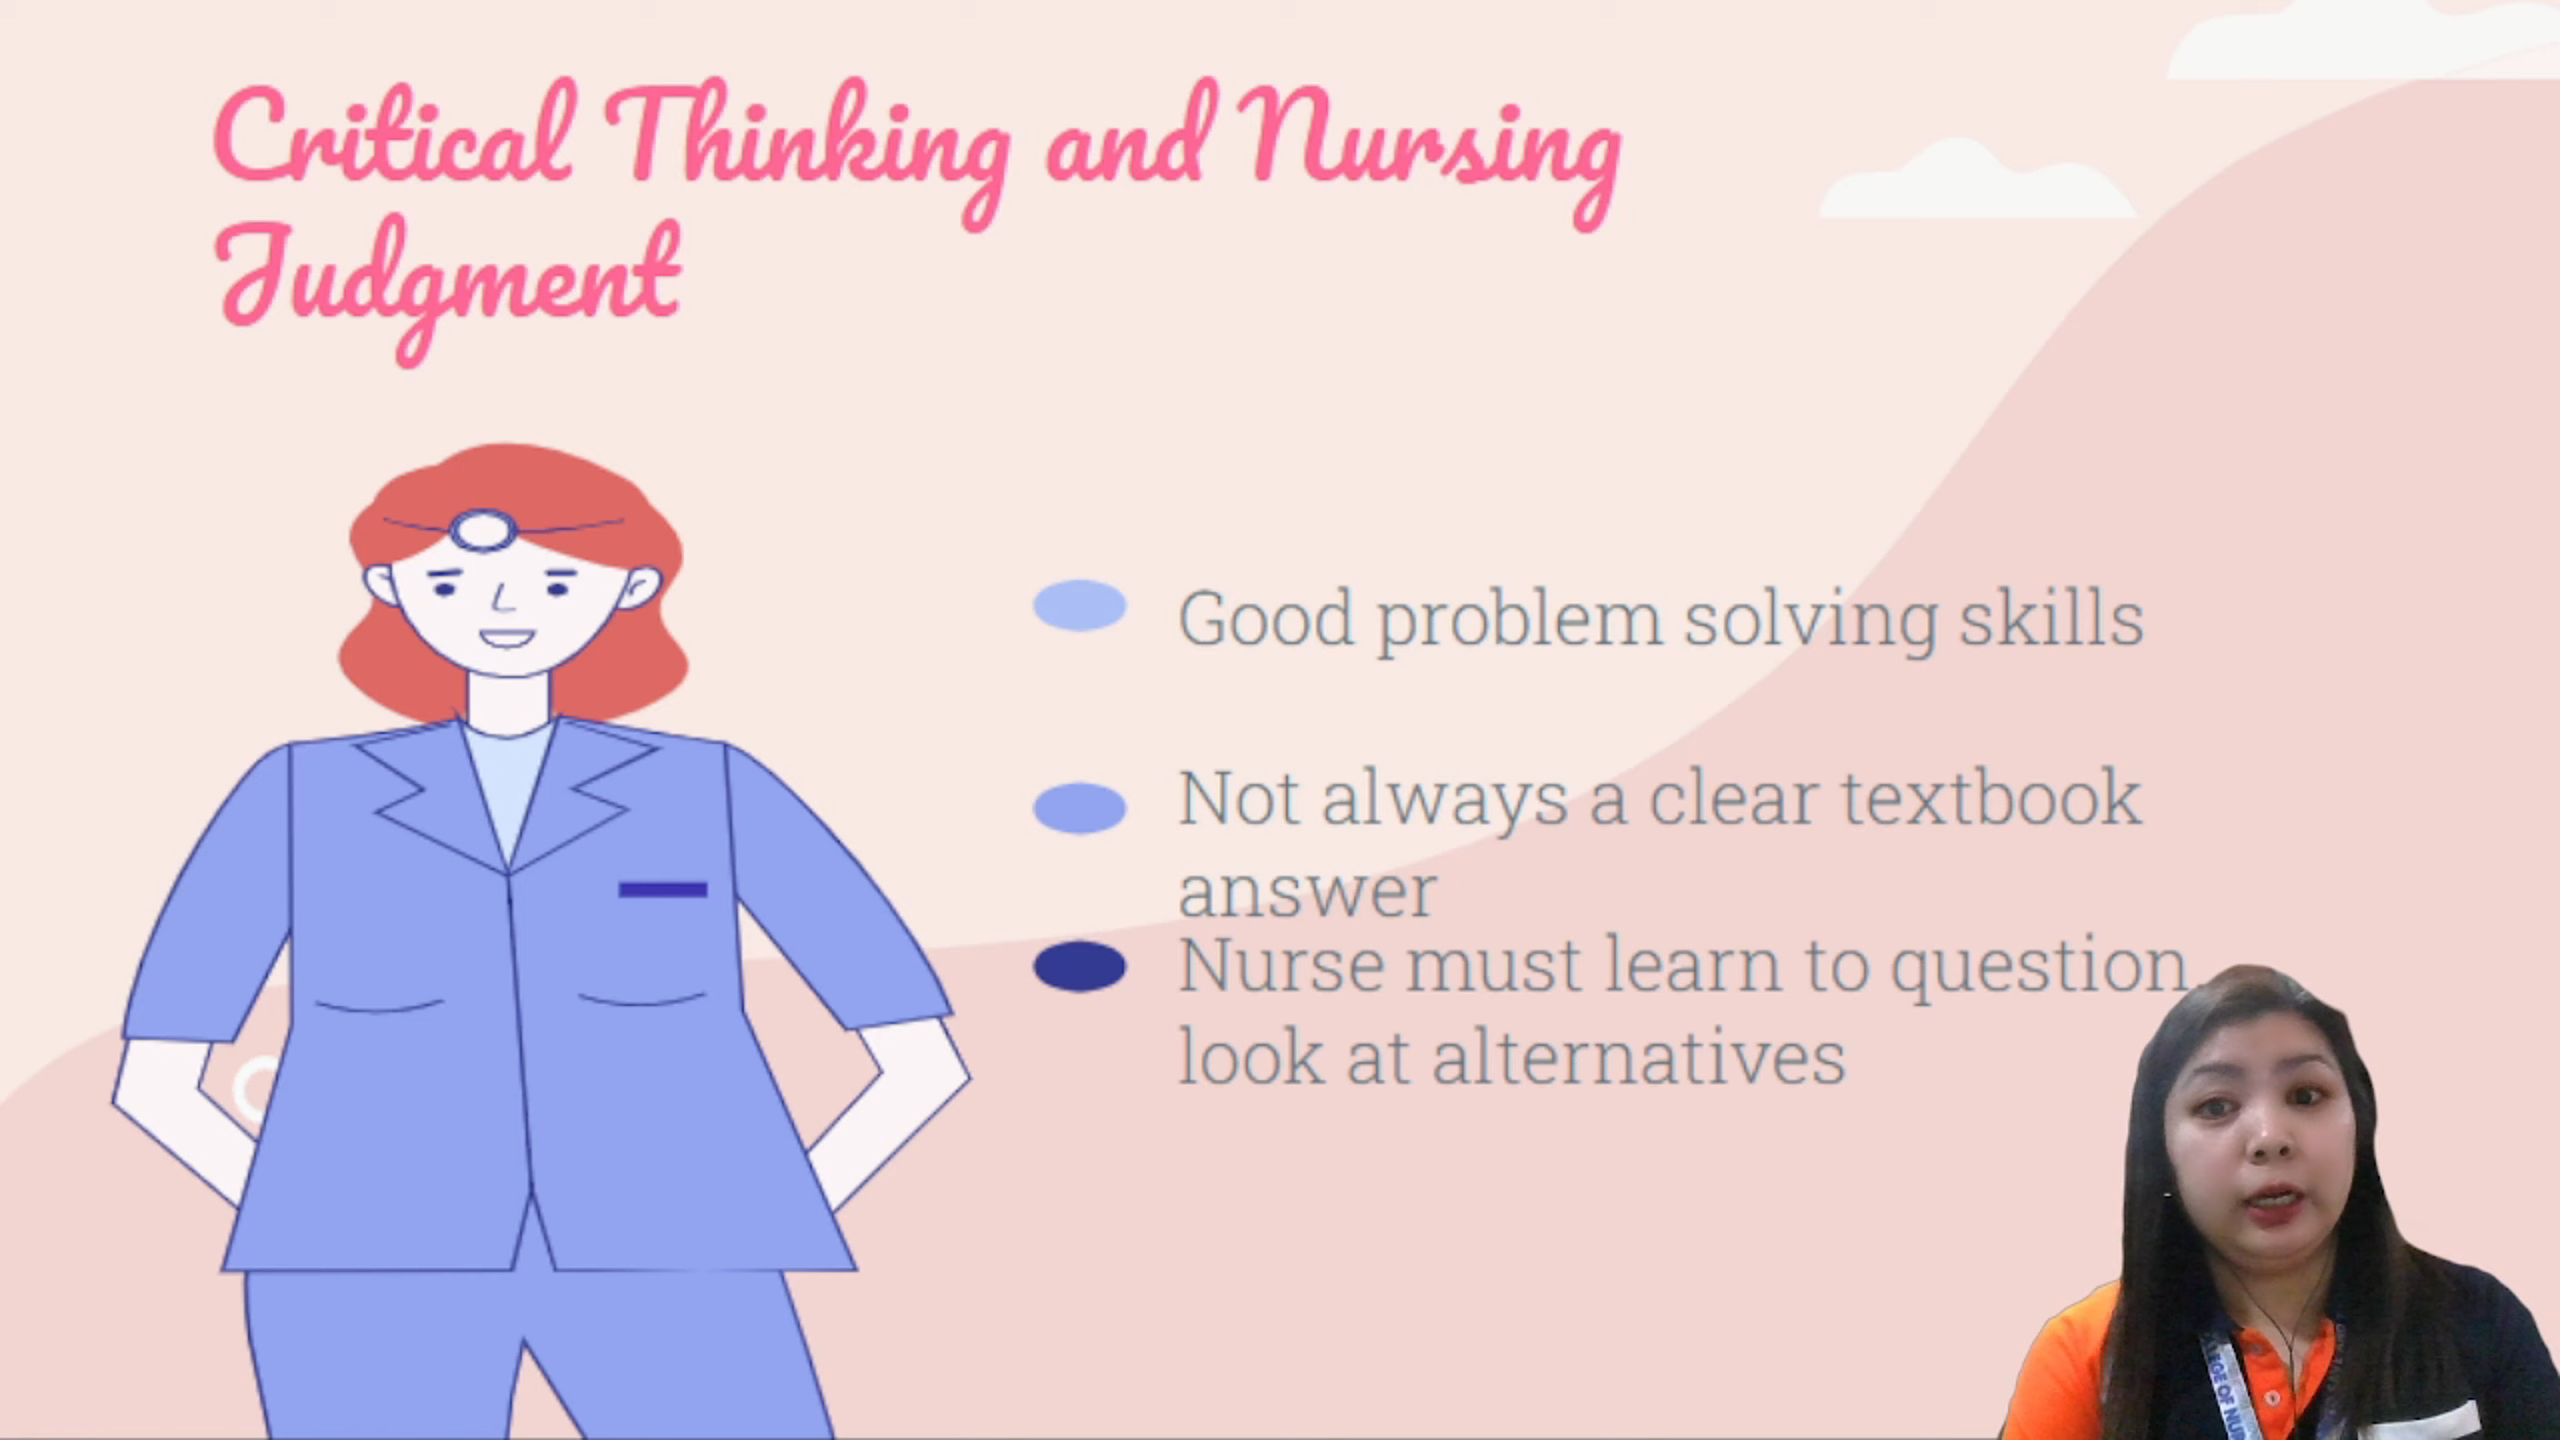 Critical Thinking and Nursing
Judgment
Good problem solving skills
Not always a clear textbook
answer
Nurse must learn to question,
look at alternatives